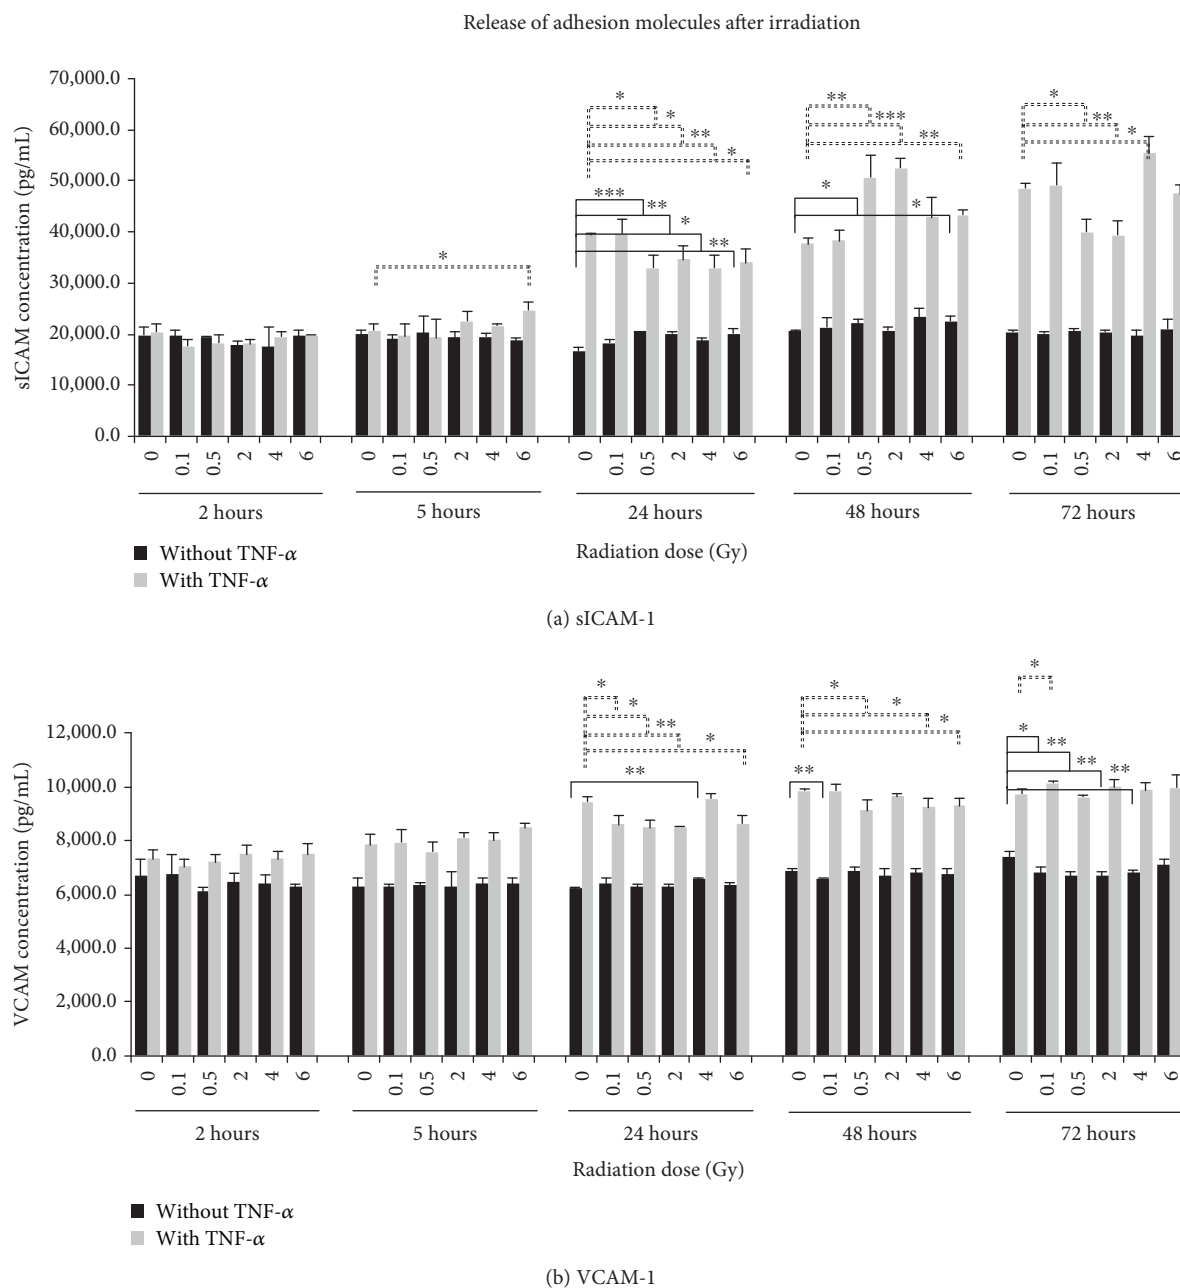 Release of adhesion molecules after irradiation
sICAM concentration (pg/mL)
70,000.0
60,000.0
50,000.0
40,000.0
30,000.0
20,000.0
10,000.0
0.0
* * ** * *** ** * ** * ** *** ** * * * ** *
0 0.1 0.5 2 4 6 0 0.1 0.5 2 4 6 0 0.1 0.5 2 4 6 0 0.1 0.5 2 4 6 0 0.1 0.5 2 4 6
2 hours 5 hours 24 hours 48 hours 72 hours
Radiation dose (Gy)
Without TNF-α
With TNF-α
(a) sICAM-1
VCAM concentration (pg/mL)
12,000.0
10,000.0
8,000.0
6,000.0
4,000.0
2,000.0
0.0
* * ** * ** * * * ** * * ** ** **
0 0.1 0.5 2 4 6 0 0.1 0.5 2 4 6 0 0.1 0.5 2 4 6 0 0.1 0.5 2 4 6 0 0.1 0.5 2 4 6
2 hours 5 hours 24 hours 48 hours 72 hours
Radiation dose (Gy)
Without TNF-α
With TNF-α
(b) VCAM-1